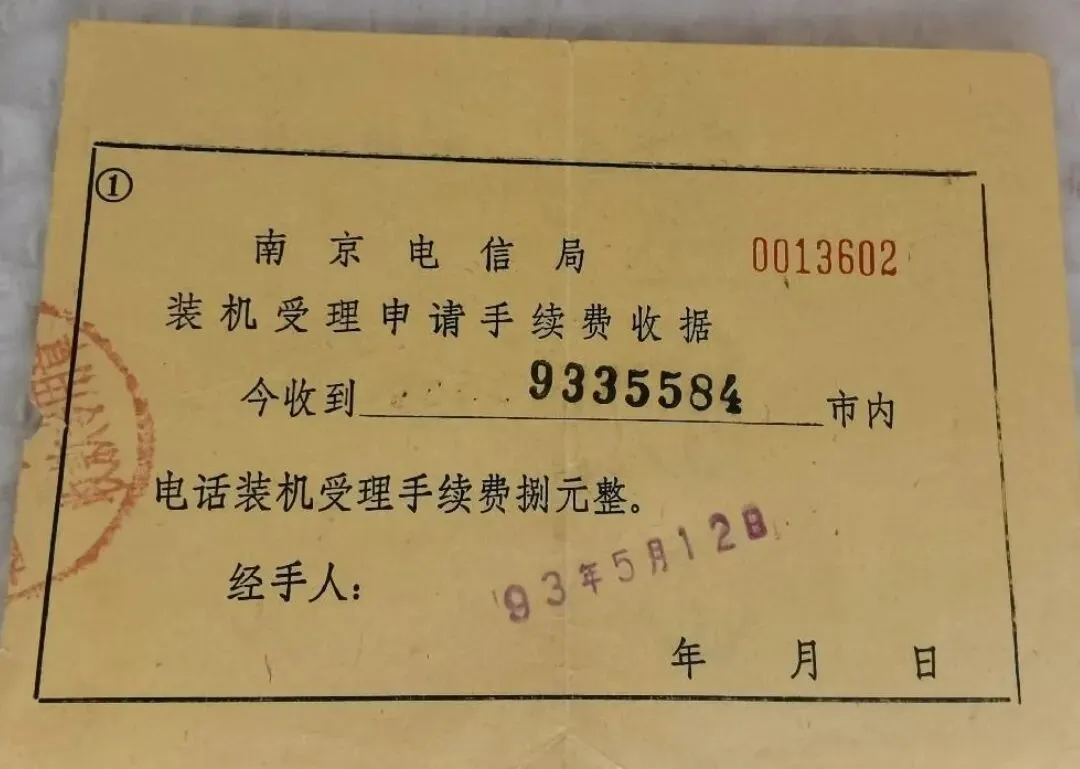 ①
南京电信局 0013602
装机受理申请手续费收据
今收到 9335584 市内
电话装机受理手续费捌元整。
经手人：
'93年5月12日
年 月 日